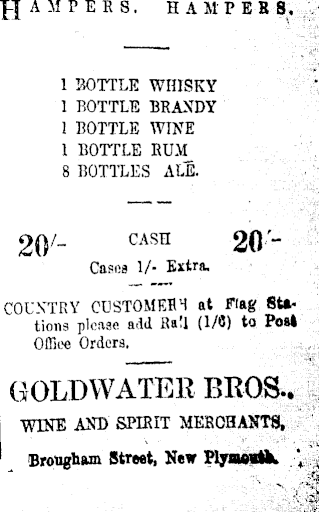 HAMPERS. HAMPERS.
1 BOTTLE WHISKY
1 BOTTLE BRANDY
1 BOTTLE WINE
1 BOTTLE RUM
8 BOTTLES ALE.
20/- CASH 20/-
Cases 1/- Extra.
COUNTRY CUSTOMERS at Flag Sta-
tions please add Rail (1/6) to Post
Office Orders.
GOLDWATER BROS.,
WINE AND SPIRIT MERCHANTS,
Brougham Street, New Plymouth.